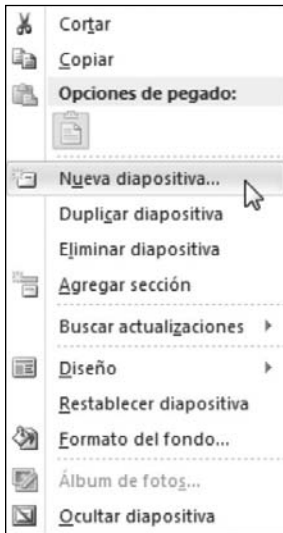 Cortar
Copiar
Opciones de pegado:
Nueva diapositiva...
Duplicar diapositiva
Eliminar diapositiva
Agregar sección
Buscar actualizaciones
Diseño
Restablecer diapositiva
Formato del fondo...
Álbum de fotos...
Ocultar diapositiva